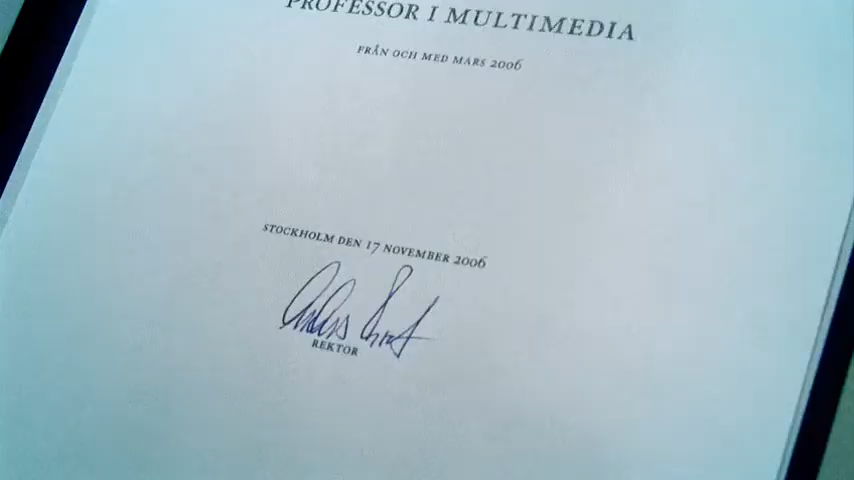 PROFESSOR I MULTIMEDIA
FRÅN OCH MED MARS 2006
STOCKHOLM DEN 17 NOVEMBER 2006
REKTOR